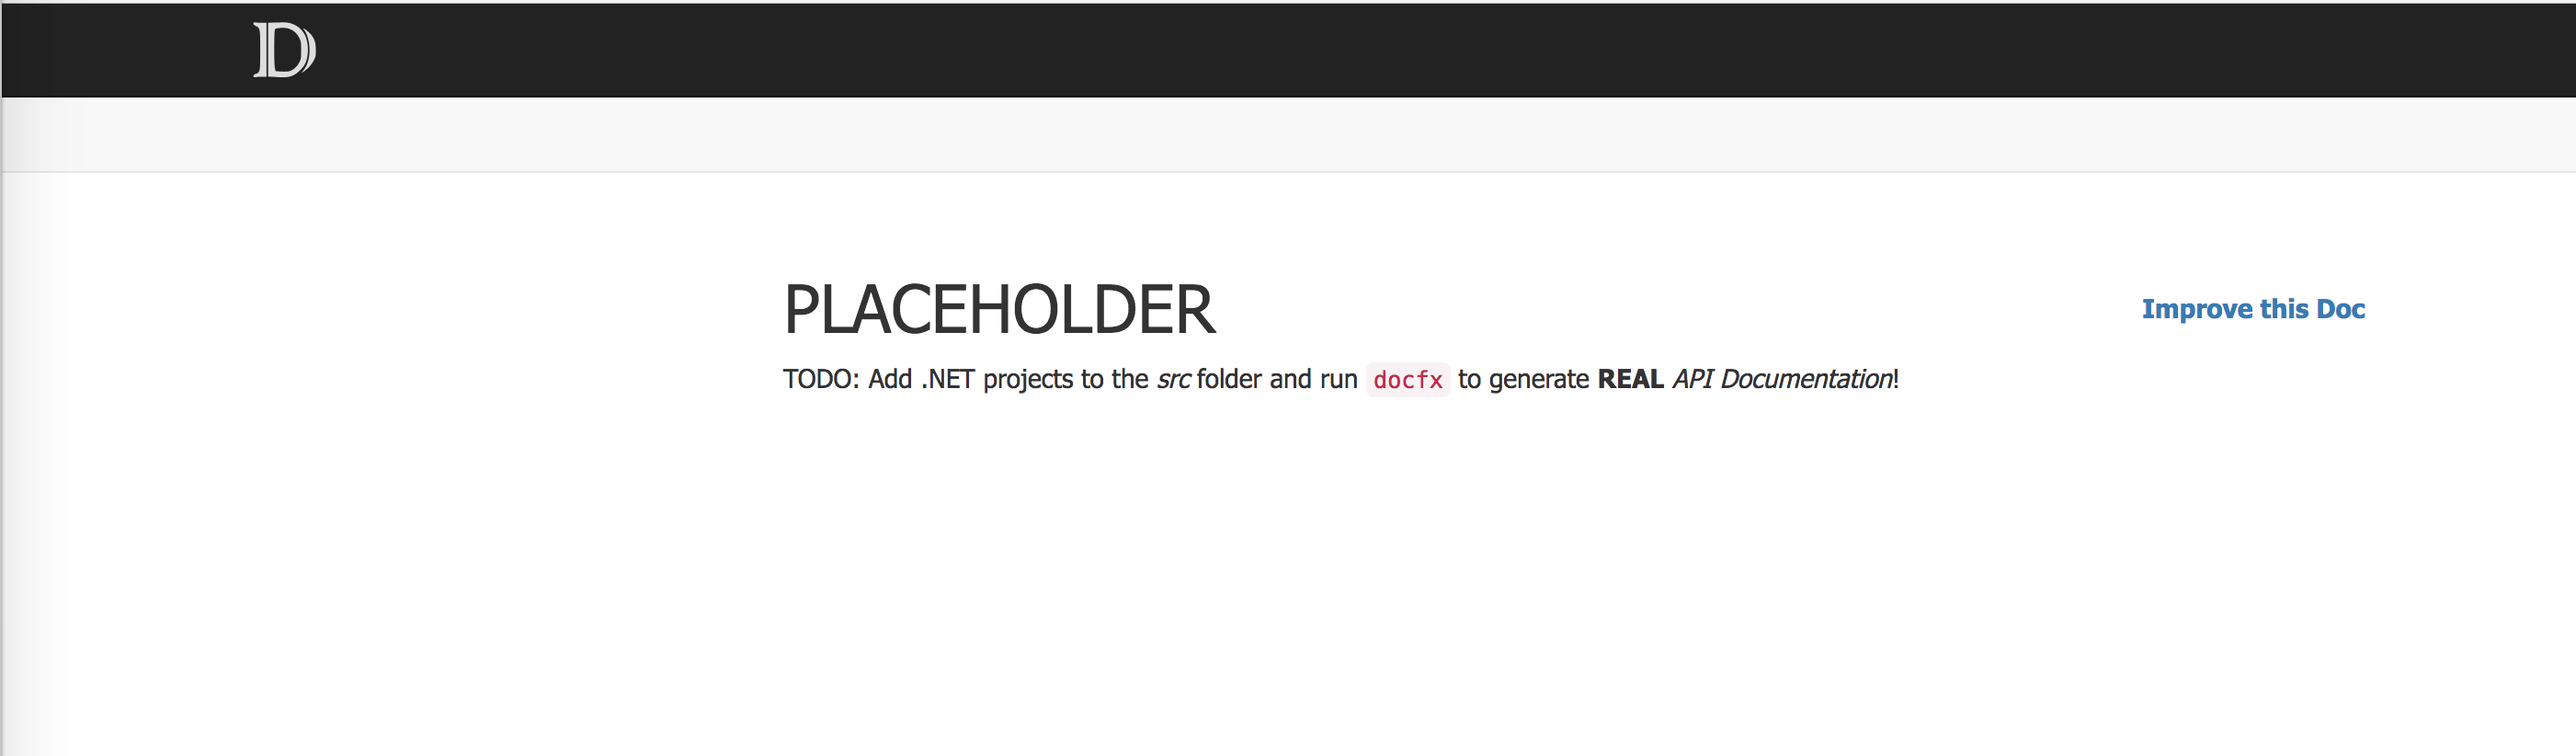 D
PLACEHOLDER
Improve this Doc
TODO: Add .NET projects to the src folder and run docfx to generate REAL API Documentation!